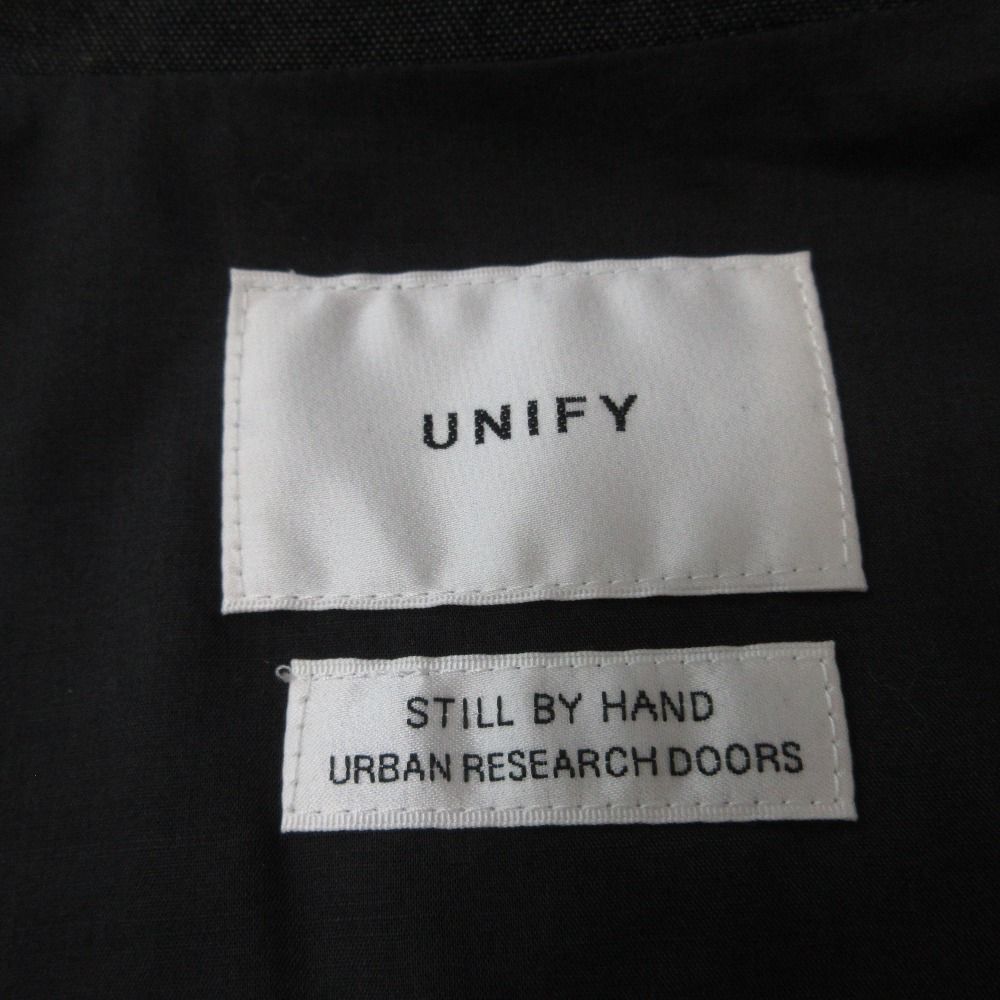 UNIFY
STILL BY HAND
URBAN RESEARCH DOORS